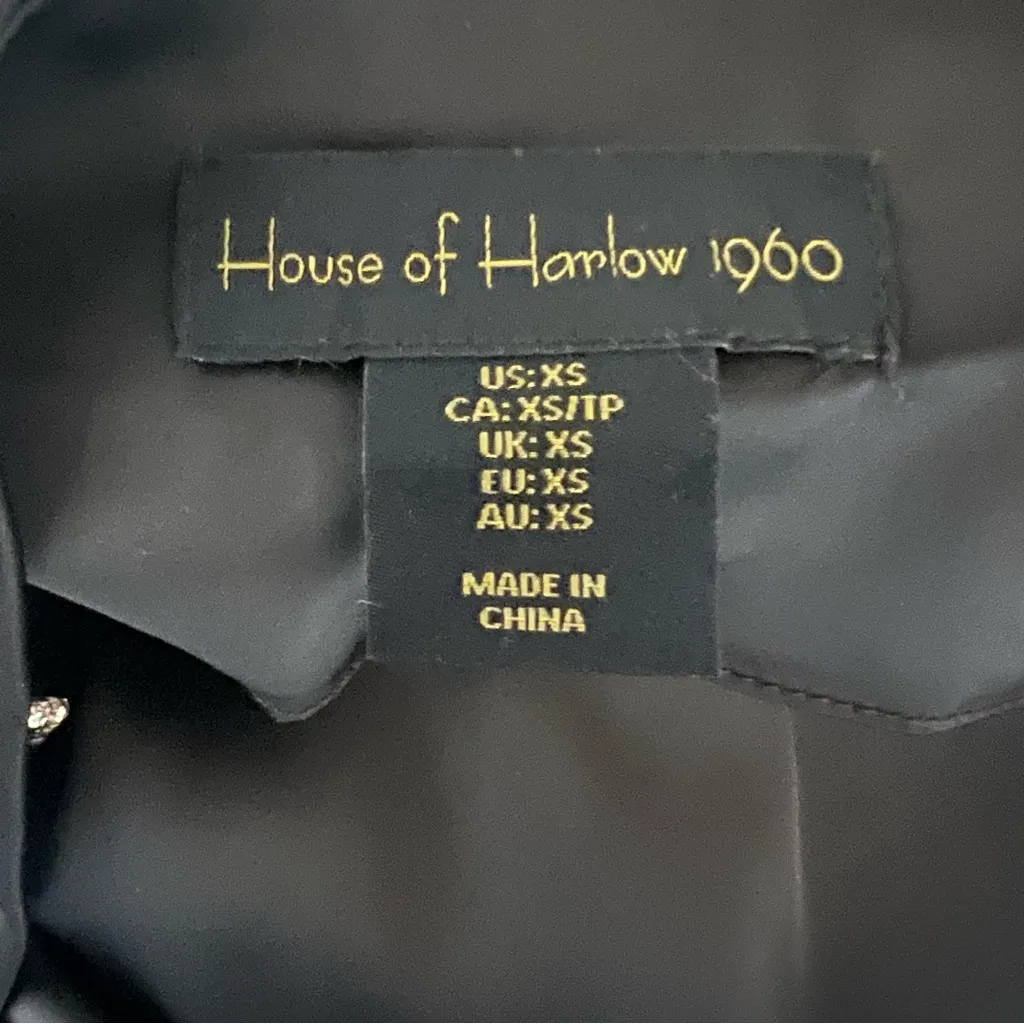 House of Harlow 1960
US: XS
CA: XS/TP
UK: XS
EU: XS
AU: XS
MADE IN
CHINA